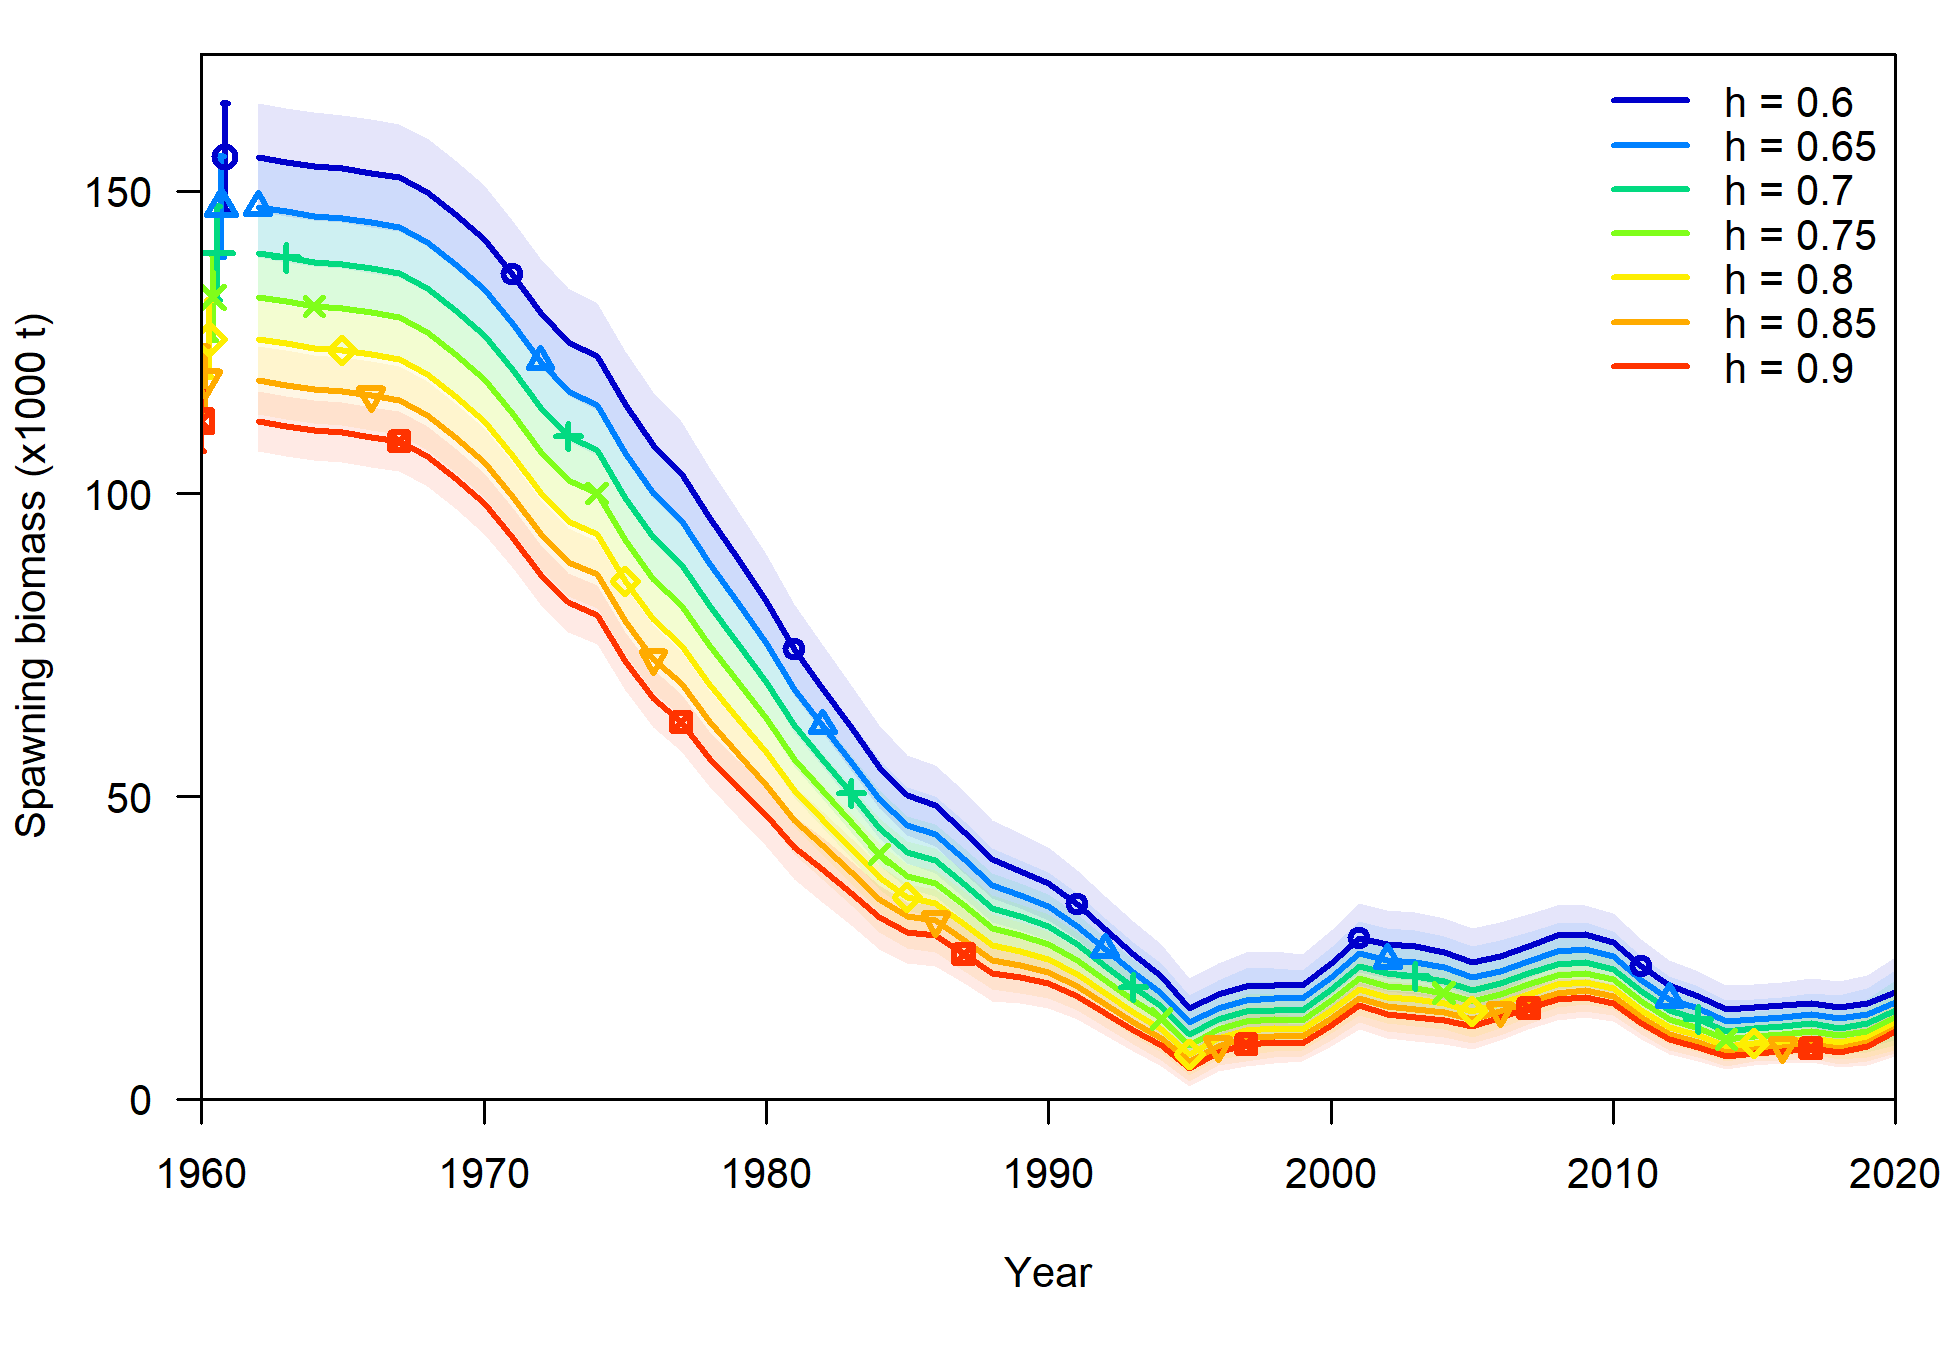 h = 0.6
h = 0.65
h = 0.7
h = 0.75
h = 0.8
h = 0.85
h = 0.9
Spawning biomass (x1000 t)
150
100
50
0
1960 1970 1980 1990 2000 2010 2020
Year